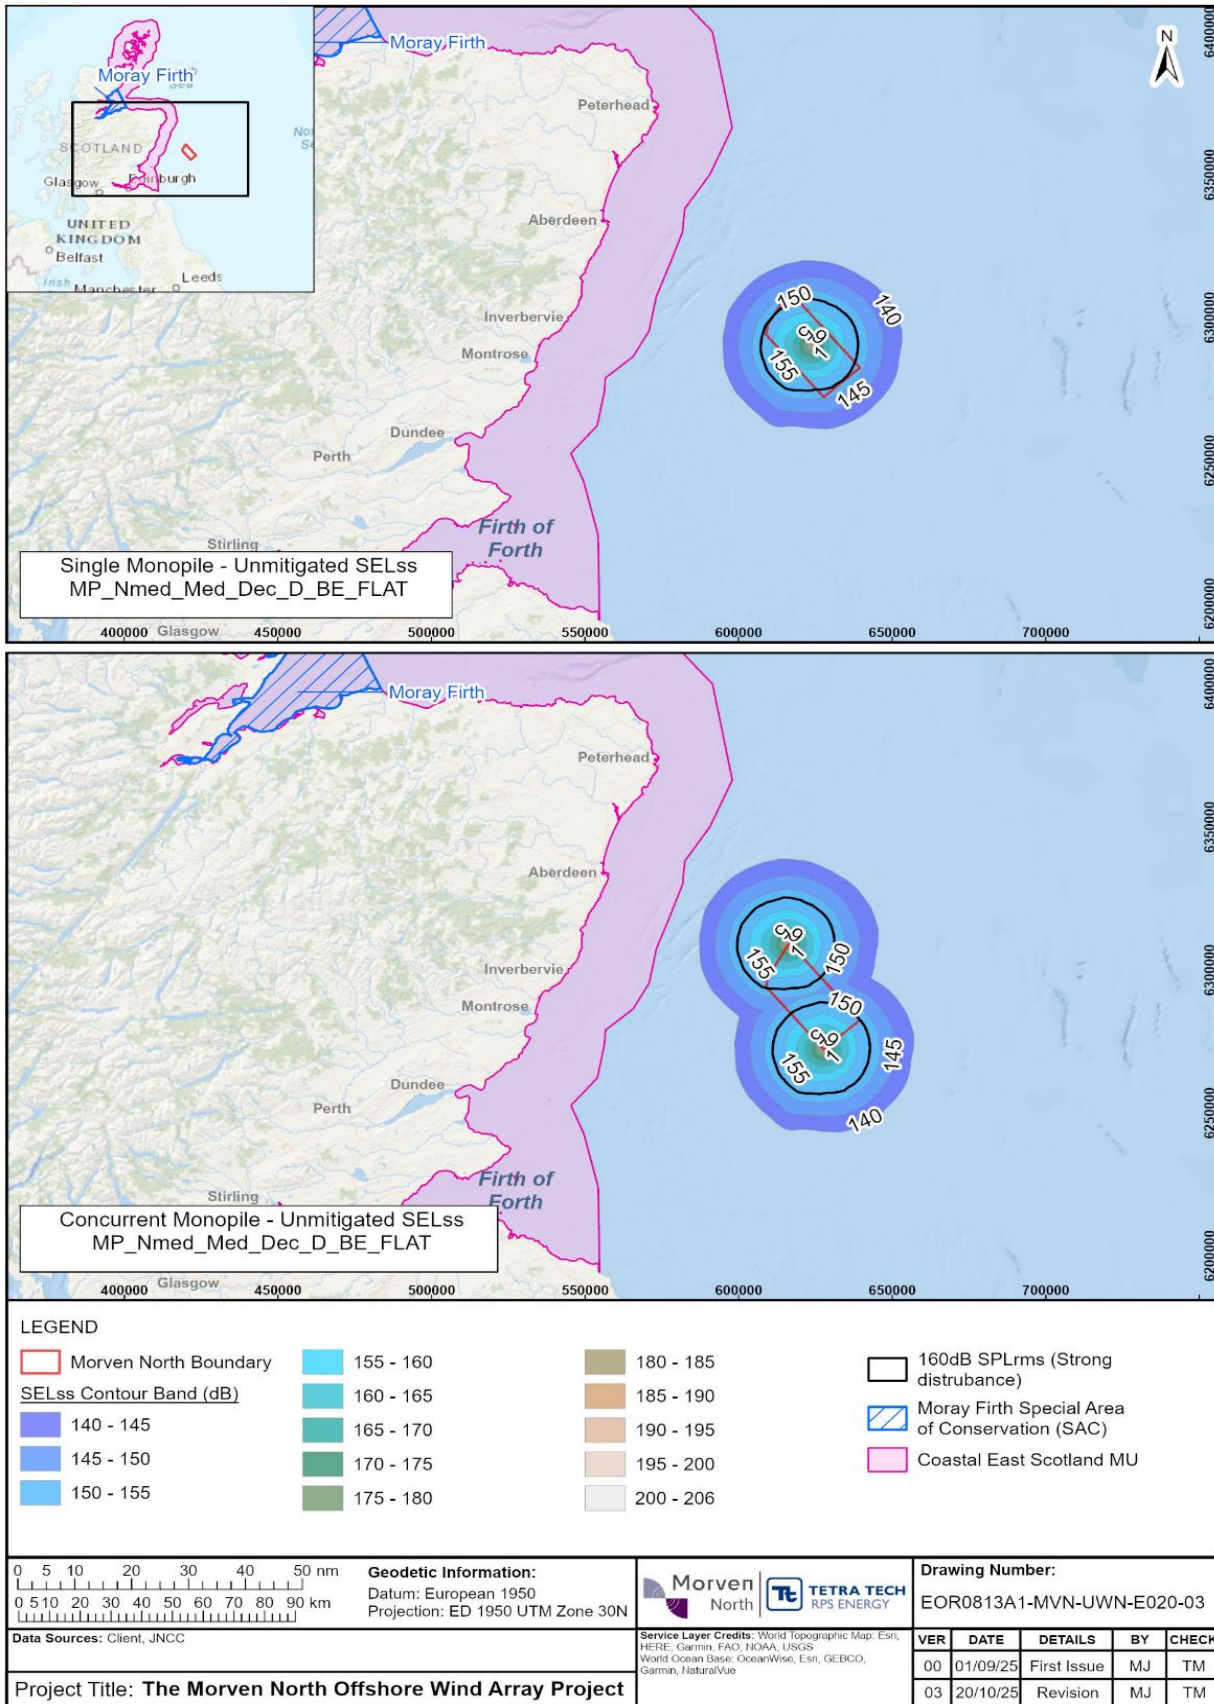 Moray Firth
N
Moray Firth
SCOTLAND
Glasgow
Edinburgh
UNITED
KINGDOM
Belfast
Leeds
Manchester
Peterhead
Aberdeen
Inverbervie
Montrose
Dundee
Perth
Stirling
Firth of
Forth
150
140
165
155
145
Single Monopile - Unmitigated SELss
MP_Nmed_Med_Dec_D_BE_FLAT
Glasgow
400000 450000 500000 550000 600000 650000 700000
6400000
6350000
6300000
6250000
6200000
Moray Firth
Peterhead
Aberdeen
Inverbervie
Montrose
Dundee
Perth
Stirling
Firth of
Forth
165
155
150
150
165
155
145
140
Concurrent Monopile - Unmitigated SELss
MP_Nmed_Med_Dec_D_BE_FLAT
Glasgow
400000 450000 500000 550000 600000 650000 700000
6400000
6350000
6300000
6250000
6200000
LEGEND
Morven North Boundary
SELss Contour Band (dB)
140 - 145
145 - 150
150 - 155
155 - 160
160 - 165
165 - 170
170 - 175
175 - 180
180 - 185
185 - 190
190 - 195
195 - 200
200 - 206
160dB SPLrms (Strong
distrubance)
Moray Firth Special Area
of Conservation (SAC)
Coastal East Scotland MU
0 5 10 20 30 40 50 nm
0 5 10 20 30 40 50 60 70 80 90 km
Geodetic Information:
Datum: European 1950
Projection: ED 1950 UTM Zone 30N
Morven
North
Tt
TETRA TECH
RPS ENERGY
Drawing Number:
EOR0813A1-MVN-UWN-E020-03
Data Sources: Client, JNCC
Service Layer Credits: World Topographic Map: Esri,
HERE, Garmin, FAO, NOAA, USGS
World Ocean Base: OceanWise, Esri, GEBCO,
Garmin, NaturalVue
VER DATE DETAILS BY CHECK
00 01/09/25 First Issue MJ TM
03 20/10/25 Revision MJ TM
Project Title: The Morven North Offshore Wind Array Project